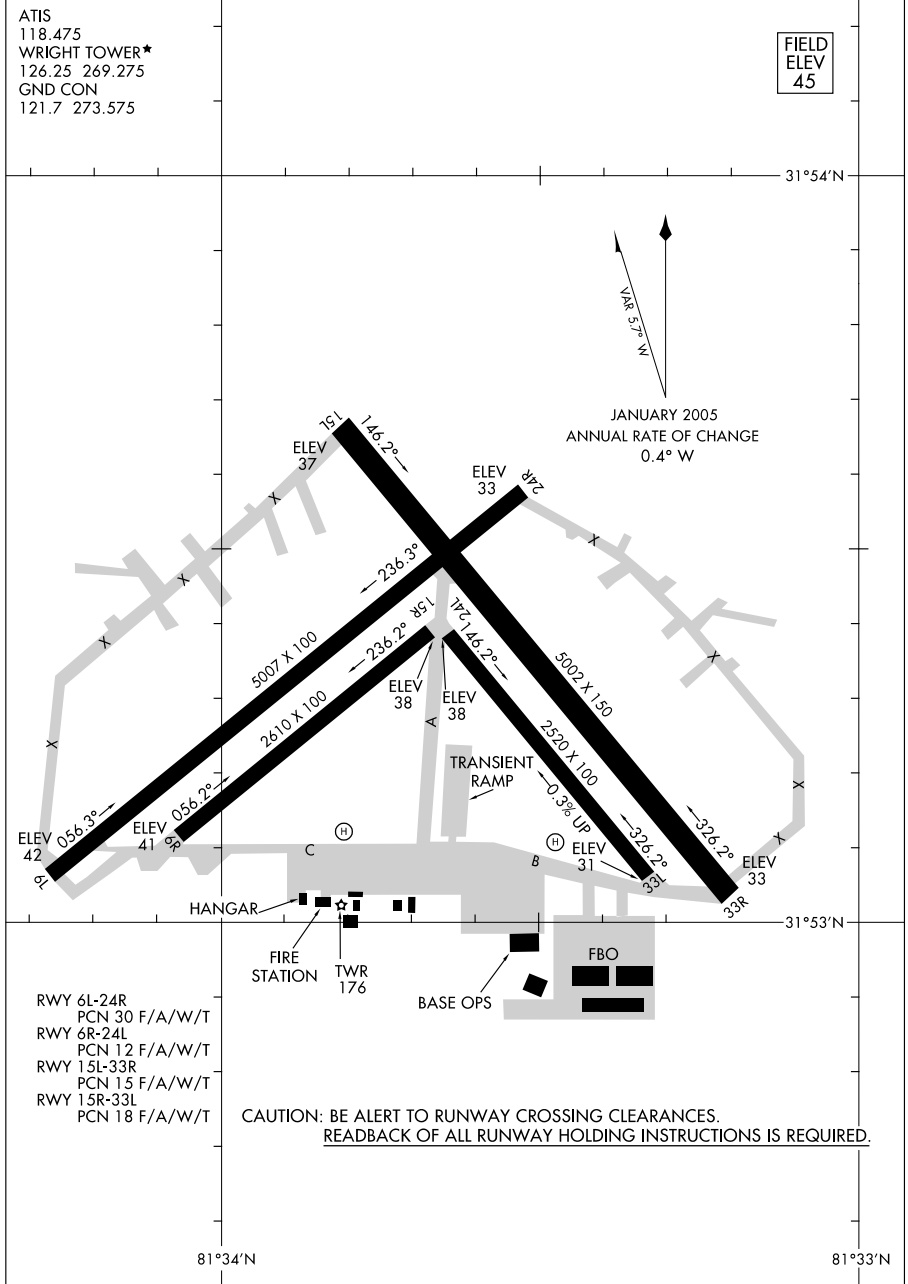 ATIS
118.475
WRIGHT TOWER★
126.25 269.275
GND CON
121.7 273.575
FIELD
ELEV
45
31°54'N
VAR 5.7° W
JANUARY 2005
ANNUAL RATE OF CHANGE
0.4° W
15L
146.2°
ELEV
37
ELEV
33
24R
X
X
X
X
236.3°
15R
24L
236.2°
146.2°
5007 X 100
2610 X 100
ELEV
38
ELEV
38
5002 X 150
2520 X 100
X
A
X
TRANSIENT
RAMP
0.3% UP
X
056.3°
056.2°
ELEV
42
6L
ELEV
41
6R
H
H
C
B
ELEV
31
326.2°
326.2°
X
33L
ELEV
33
33R
HANGAR
31°53'N
FIRE
STATION
TWR
176
BASE OPS
FBO
RWY 6L-24R
PCN 30 F/A/W/T
RWY 6R-24L
PCN 12 F/A/W/T
RWY 15L-33R
PCN 15 F/A/W/T
RWY 15R-33L
PCN 18 F/A/W/T
CAUTION: BE ALERT TO RUNWAY CROSSING CLEARANCES.
READBACK OF ALL RUNWAY HOLDING INSTRUCTIONS IS REQUIRED.
81°34'N
81°33'N